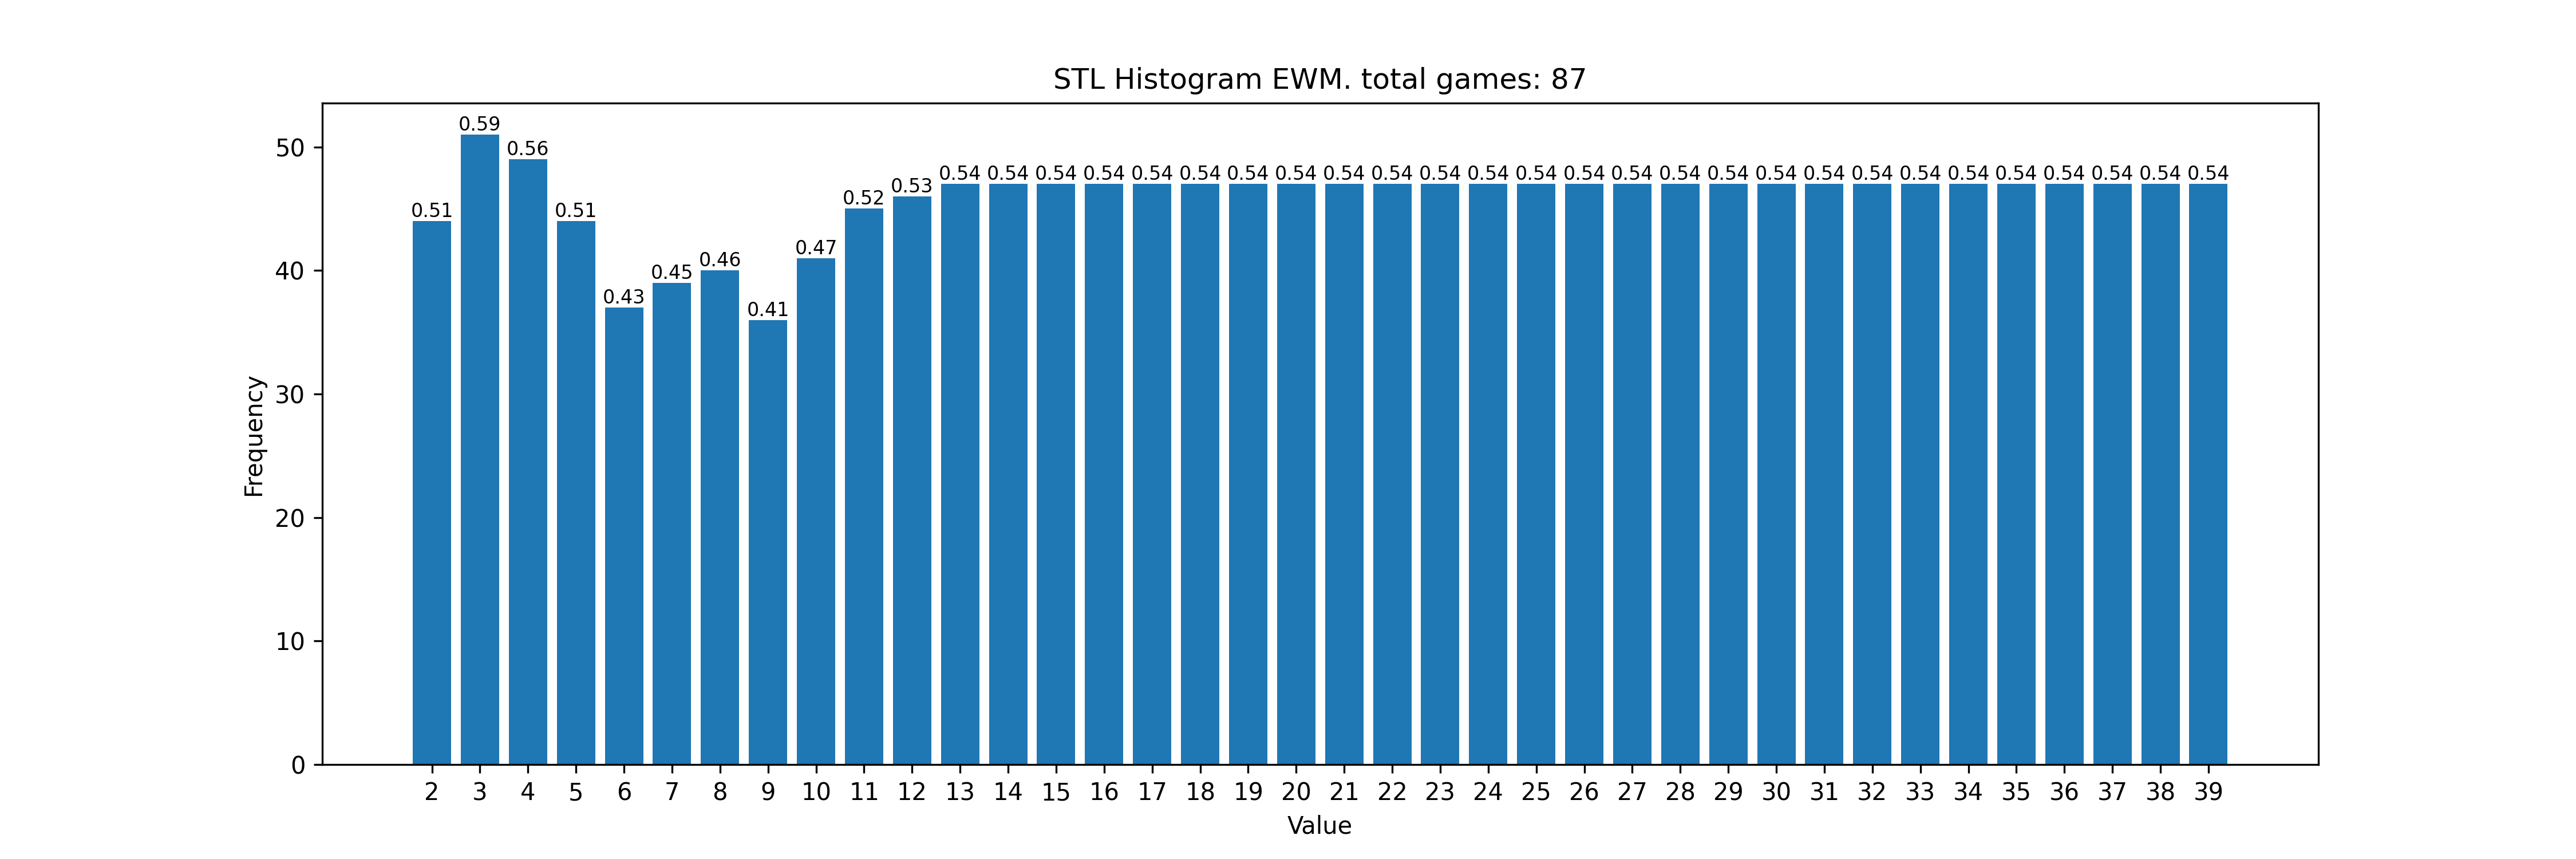 STL Histogram EWM. total games: 87
Frequency
50
40
30
20
10
0
0.51 0.59 0.56 0.51 0.43 0.45 0.46 0.41 0.47 0.52 0.53 0.54 0.54 0.54 0.54 0.54 0.54 0.54 0.54 0.54 0.54 0.54 0.54 0.54 0.54 0.54 0.54 0.54 0.54 0.54 0.54 0.54 0.54 0.54 0.54 0.54 0.54 0.54
2 3 4 5 6 7 8 9 10 11 12 13 14 15 16 17 18 19 20 21 22 23 24 25 26 27 28 29 30 31 32 33 34 35 36 37 38 39
Value